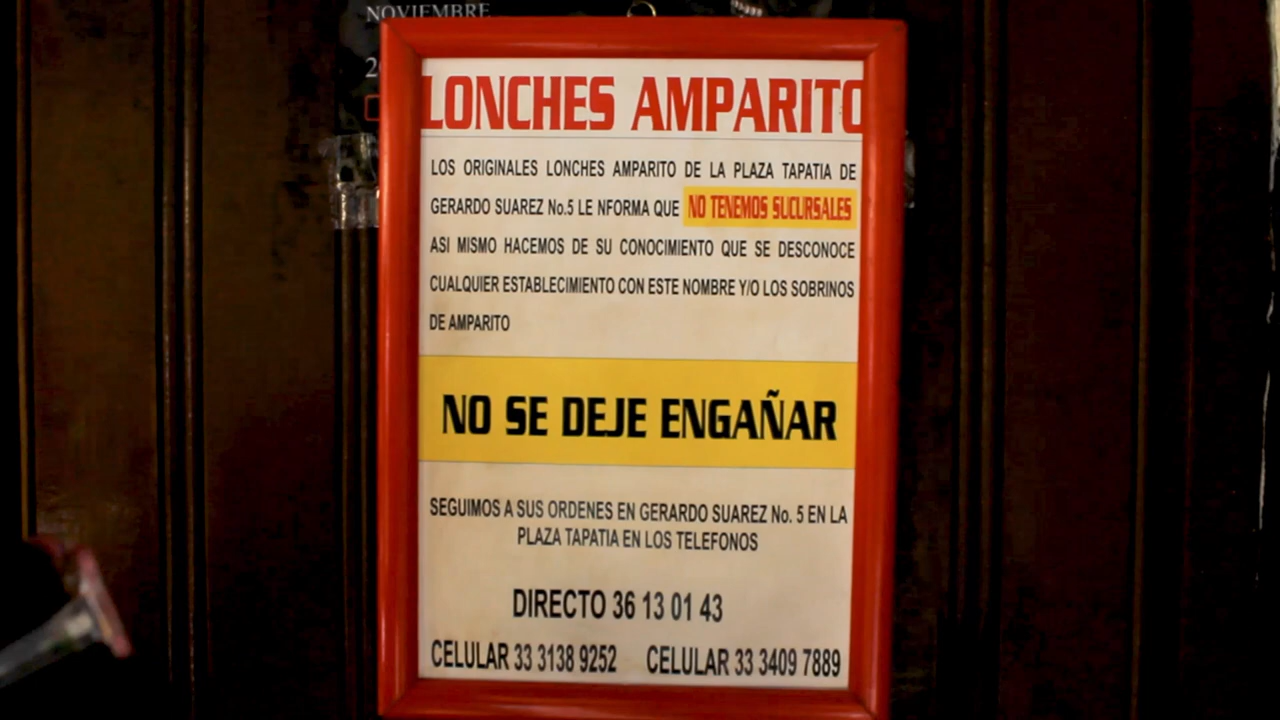 NOVIEMBRE
LONCHES AMPARITO
LOS ORIGINALES LONCHES AMPARITO DE LA PLAZA TAPATIA DE
GERARDO SUAREZ No.5 LE NFORMA QUE NO TENEMOS SUCURSALES
ASI MISMO HACEMOS DE SU CONOCIMIENTO QUE SE DESCONOCE
CUALQUIER ESTABLECIMIENTO CON ESTE NOMBRE Y/O LOS SOBRINOS
DE AMPARITO
NO SE DEJE ENGAÑAR
SEGUIMOS A SUS ORDENES EN GERARDO SUAREZ No. 5 EN LA
PLAZA TAPATIA EN LOS TELEFONOS
DIRECTO 36 13 01 43
CELULAR 33 3138 9252 CELULAR 33 3409 7889